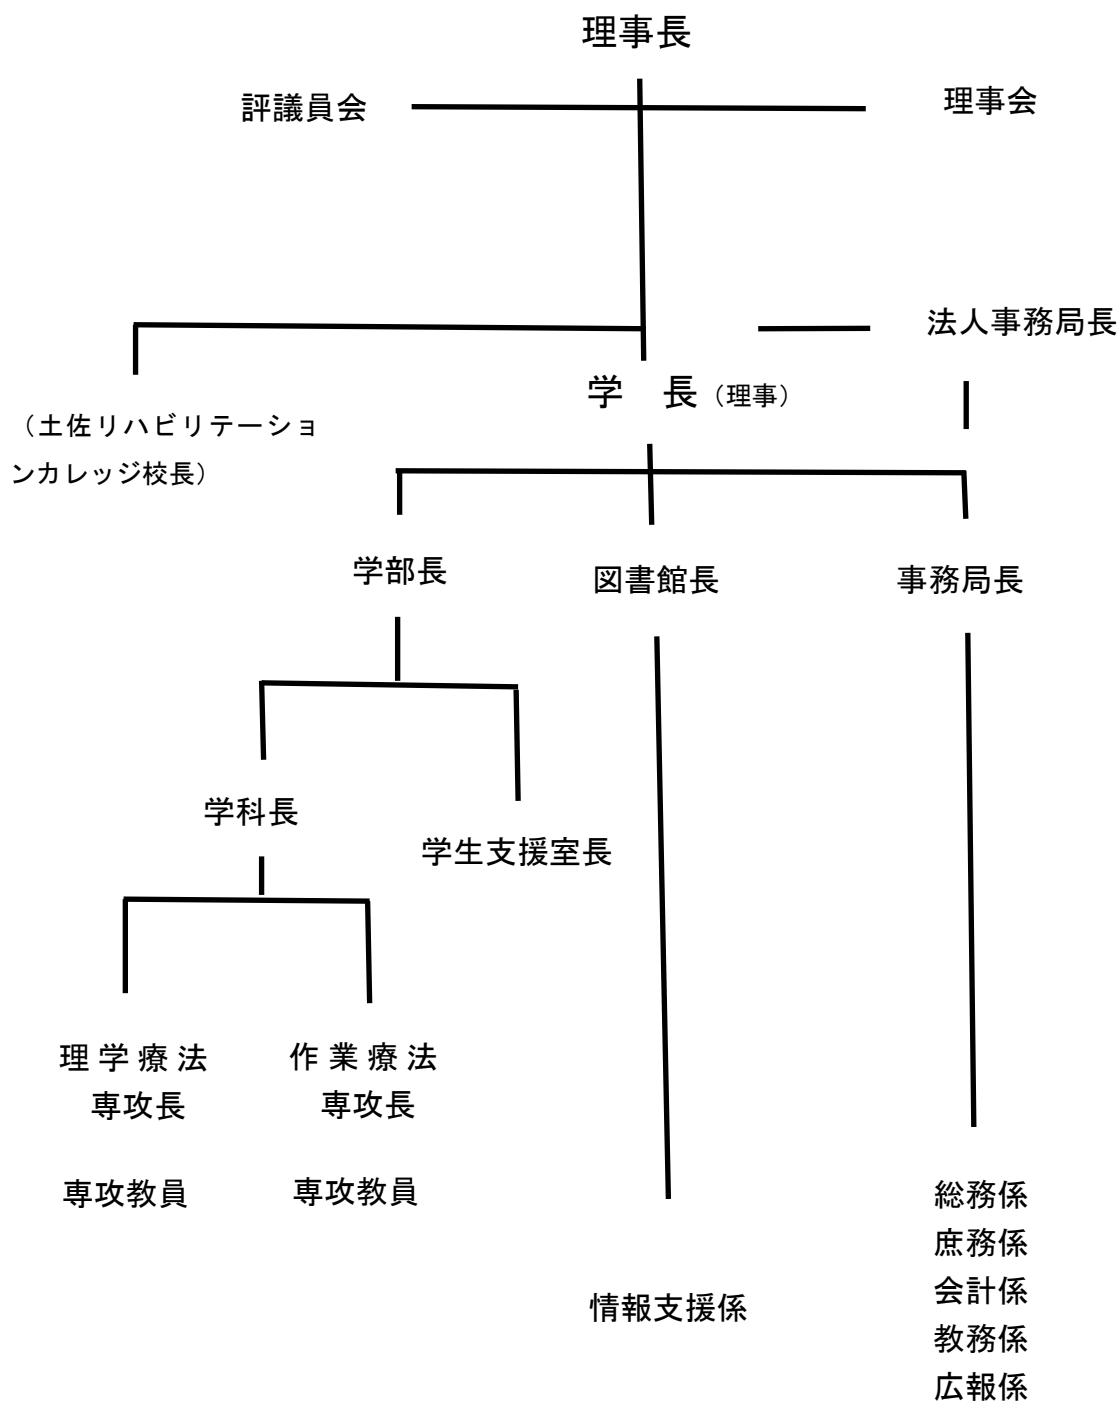 理事長
評議員会
理事会
法人事務局長
学　長（理事）
（土佐リハビリテーショ
ンカレッジ校長）
学部長
図書館長
事務局長
学科長
学生支援室長
理学療法
専攻長
作業療法
専攻長
専攻教員
専攻教員
情報支援係
総務係
庶務係
会計係
教務係
広報係